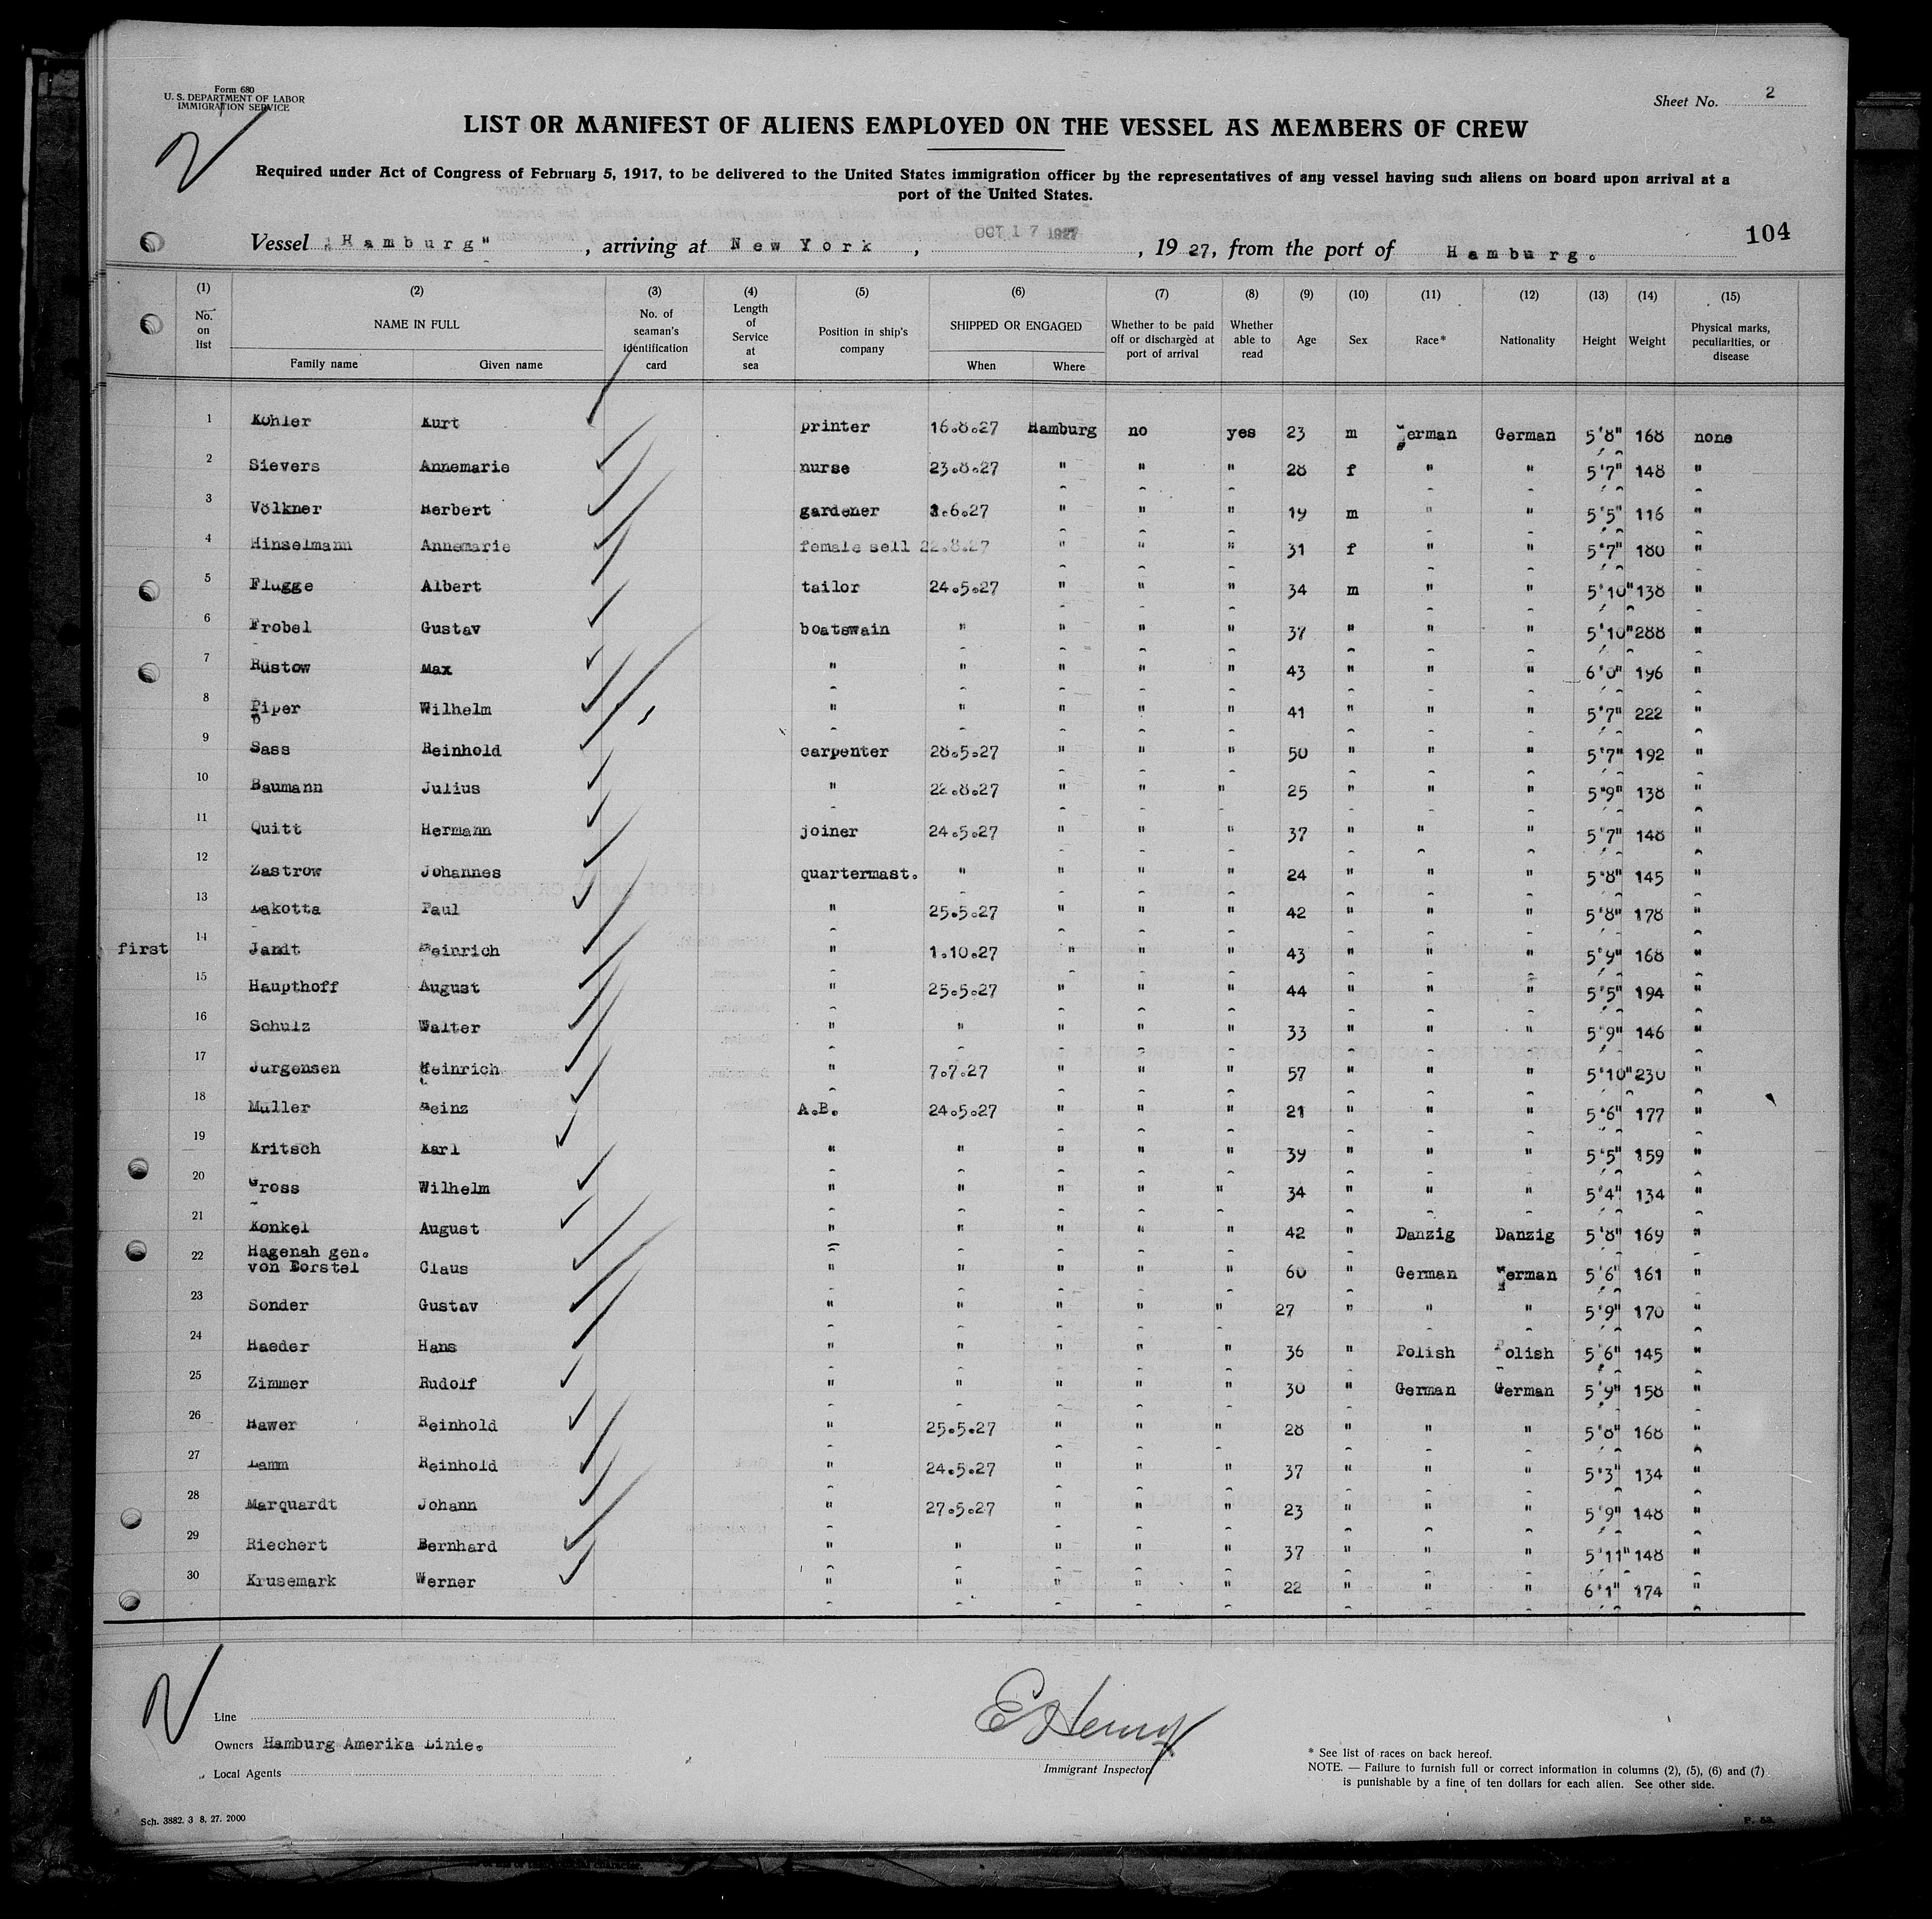 Form 680
U. S. DEPARTMENT OF LABOR
IMMIGRATION SERVICE
Sheet No. 2
LIST OR MANIFEST OF ALIENS EMPLOYED ON THE VESSEL AS MEMBERS OF CREW
Required under Act of Congress of February 5, 1917, to be delivered to the United States immigration officer by the representatives of any vessel having such aliens on board upon arrival at a
port of the United States.
104
Vessel "Hamburg" , arriving at New York , OCT 17 1927 , 19 27, from the port of Hamburg.
(1) (2) (3) (4) (5) (6) (7) (8) (9) (10) (11) (12) (13) (14) (15)
No. on list NAME IN FULL Family name Given name No. of seaman's identification card Length of Service at sea Position in ship's company SHIPPED OR ENGAGED When Where Whether to be paid off or discharged at port of arrival Whether able to read Age Sex Race* Nationality Height Weight Physical marks, peculiarities, or disease
1 Kohler Kurt printer 16.8.27 Hamburg no yes 23 m German German 5'8" 168 none
2 Sievers Annemarie nurse 23.8.27 " " " 28 f " " 5'7" 148 "
3 Völkner Herbert gardener 3.6.27 " " " 19 m " " 5'5" 116 "
4 Hinselmann Annemarie female sell 22.8.27 " " " 31 f " " 5'7" 180 "
5 Flugge Albert tailor 24.5.27 " " " 34 m " " 5'10" 138 "
6 Frobel Gustav boatswain " " " " 37 " " " 5'10" 288 "
7 Rustow Max " " " " " 43 " " " 6'0" 196 "
8 Piper Wilhelm " " " " " 41 " " " 5'7" 222 "
9 Sass Reinhold carpenter 28.5.27 " " " 50 " " " 5'7" 192 "
10 Baumann Julius " 22.8.27 " " " 25 " " " 5'9" 138 "
11 Quitt Hermann joiner 24.5.27 " " " 37 " " " 5'7" 148 "
12 Zastrow Johannes quartermast. " " " " 24 " " " 5'8" 145 "
13 Lakotta Paul " 25.5.27 " " " 42 " " " 5'8" 178 "
first 14 Jandt Heinrich " 1.10.27 " " " 43 " " " 5'9" 168 "
15 Haupthoff August " 25.5.27 " " " 44 " " " 5'5" 194 "
16 Schulz Walter " " " " " 33 " " " 5'9" 146 "
17 Jurgensen Heinrich " 7.7.27 " " " 57 " " " 5'10" 230 "
18 Muller Heinz A.B. 24.5.27 " " " 21 " " " 5'6" 177 "
19 Kritsch Karl " " " " " 39 " " " 5'5" 159 "
20 Gross Wilhelm " " " " " 34 " " " 5'4" 134 "
21 Konkel August " " " " " 42 " Danzig Danzig 5'8" 169 "
22 Hagenah gen.
von Borstel Claus " " " " " 60 " German German 5'6" 161 "
23 Sonder Gustav " " " " " 27 " " " 5'9" 170 "
24 Haeder Hans " " " " " 36 " Polish Polish 5'6" 145 "
25 Zimmer Rudolf " " " " " 30 " German German 5'9" 158 "
26 Hawer Reinhold " 25.5.27 " " " 28 " " " 5'8" 168 "
27 Lamm Reinhold " 24.5.27 " " " 37 " " " 5'3" 134 "
28 Marquardt Johann " 27.5.27 " " " 23 " " " 5'9" 148 "
29 Riechert Bernhard " " " " " 37 " " " 5'11" 148 "
30 Krusemark Werner " " " " " 22 " " " 6'1" 174 "
Line
Owners Hamburg Amerika Linie.
Local Agents
Immigrant Inspector
* See list of races on back hereof.
NOTE. — Failure to furnish full or correct information in columns (2), (5), (6) and (7)
is punishable by a fine of ten dollars for each alien. See other side.
Sch. 3882. 3 8. 27. 2000